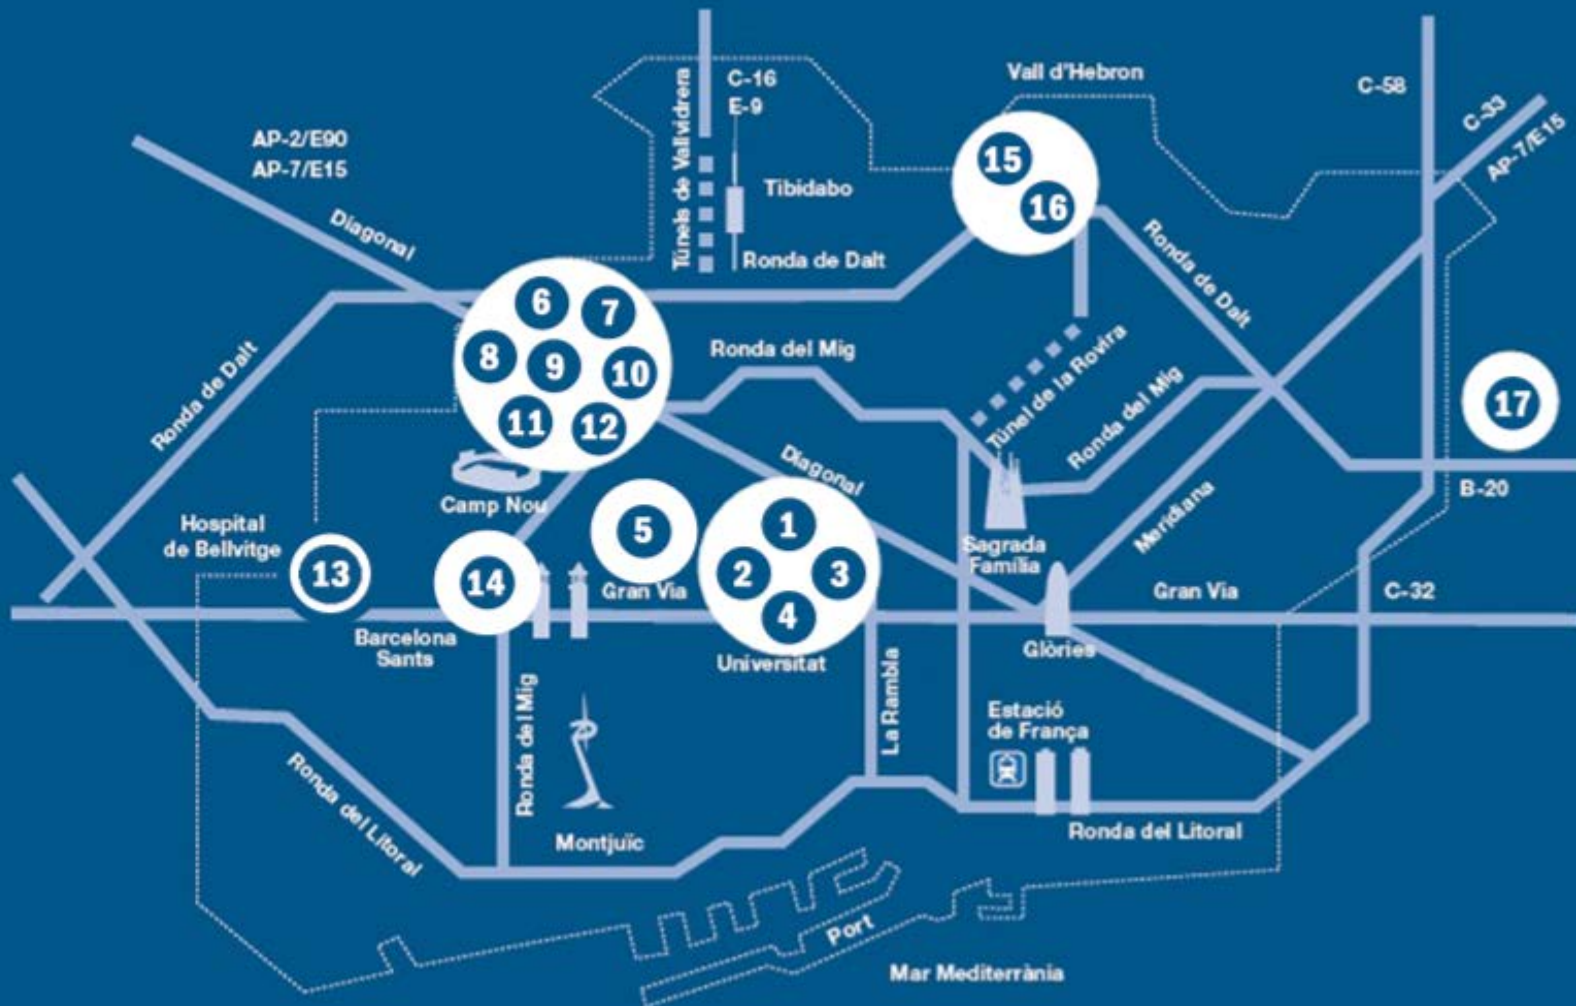 C-16
E-9
Túnels de Vallvidrera
Vall d'Hebron
C-58
C-33
AP-7/E15
AP-2/E90
AP-7/E15
Diagonal
Tibidabo
Ronda de Dalt
15
16
Ronda de Dalt
6
7
8
9
10
11
12
Ronda del Mig
Túnel de la Rovira
Ronda del Mig
Ronda de Dalt
17
B-20
Camp Nou
Diagonal
Meridiana
Hospital
de Bellvitge
13
14
5
1
2
3
4
Sagrada
Família
Gran Via
Gran Via
C-32
Barcelona
Sants
Universitat
Glòries
Ronda del Mig
La Rambla
Estació
de França
Ronda del Litoral
Montjuïc
Ronda del Litoral
Port
Mar Mediterrània